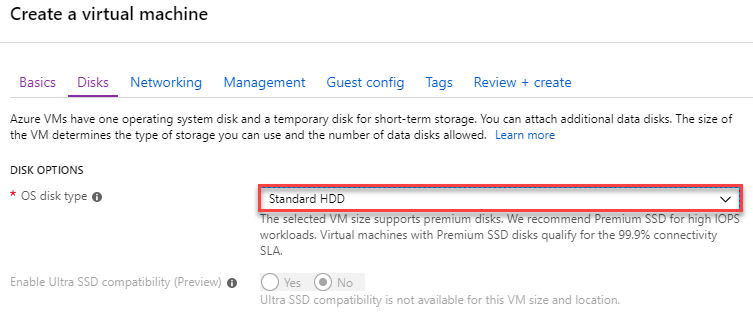 Create a virtual machine
Basics Disks Networking Management Guest config Tags Review + create
Azure VMs have one operating system disk and a temporary disk for short-term storage. You can attach additional data disks. The size of
the VM determines the type of storage you can use and the number of data disks allowed. Learn more
DISK OPTIONS
* OS disk type
Standard HDD
The selected VM size supports premium disks. We recommend Premium SSD for high IOPS
workloads. Virtual machines with Premium SSD disks qualify for the 99.9% connectivity
SLA.
Enable Ultra SSD compatibility (Preview) Yes No
Ultra SSD compatibility is not available for this VM size and location.